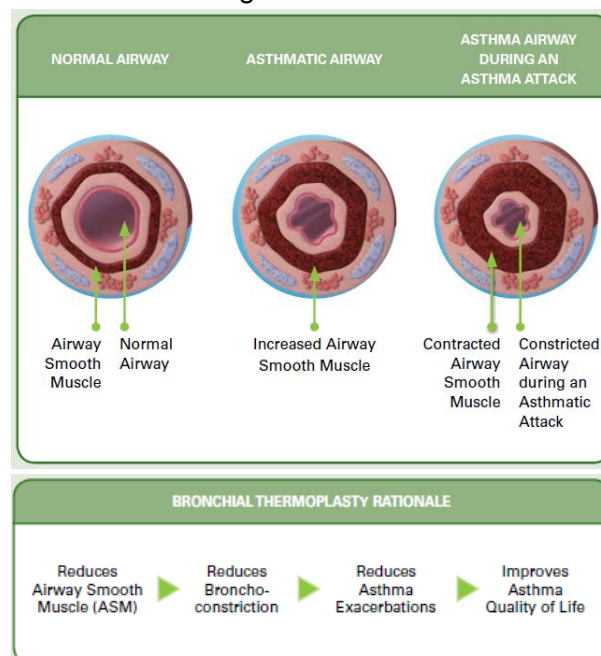 NORMAL AIRWAY
ASTHMATIC AIRWAY
ASTHMA AIRWAY
DURING AN
ASTHMA ATTACK
Airway
Smooth
Muscle
Normal
Airway
Increased Airway
Smooth Muscle
Contracted
Airway
Smooth
Muscle
Constricted
Airway
during an
Asthmatic
Attack
BRONCHIAL THERMOPLASTY RATIONALE
Reduces
Airway Smooth
Muscle (ASM)
Reduces
Broncho-
constriction
Reduces
Asthma
Exacerbations
Improves
Asthma
Quality of Life